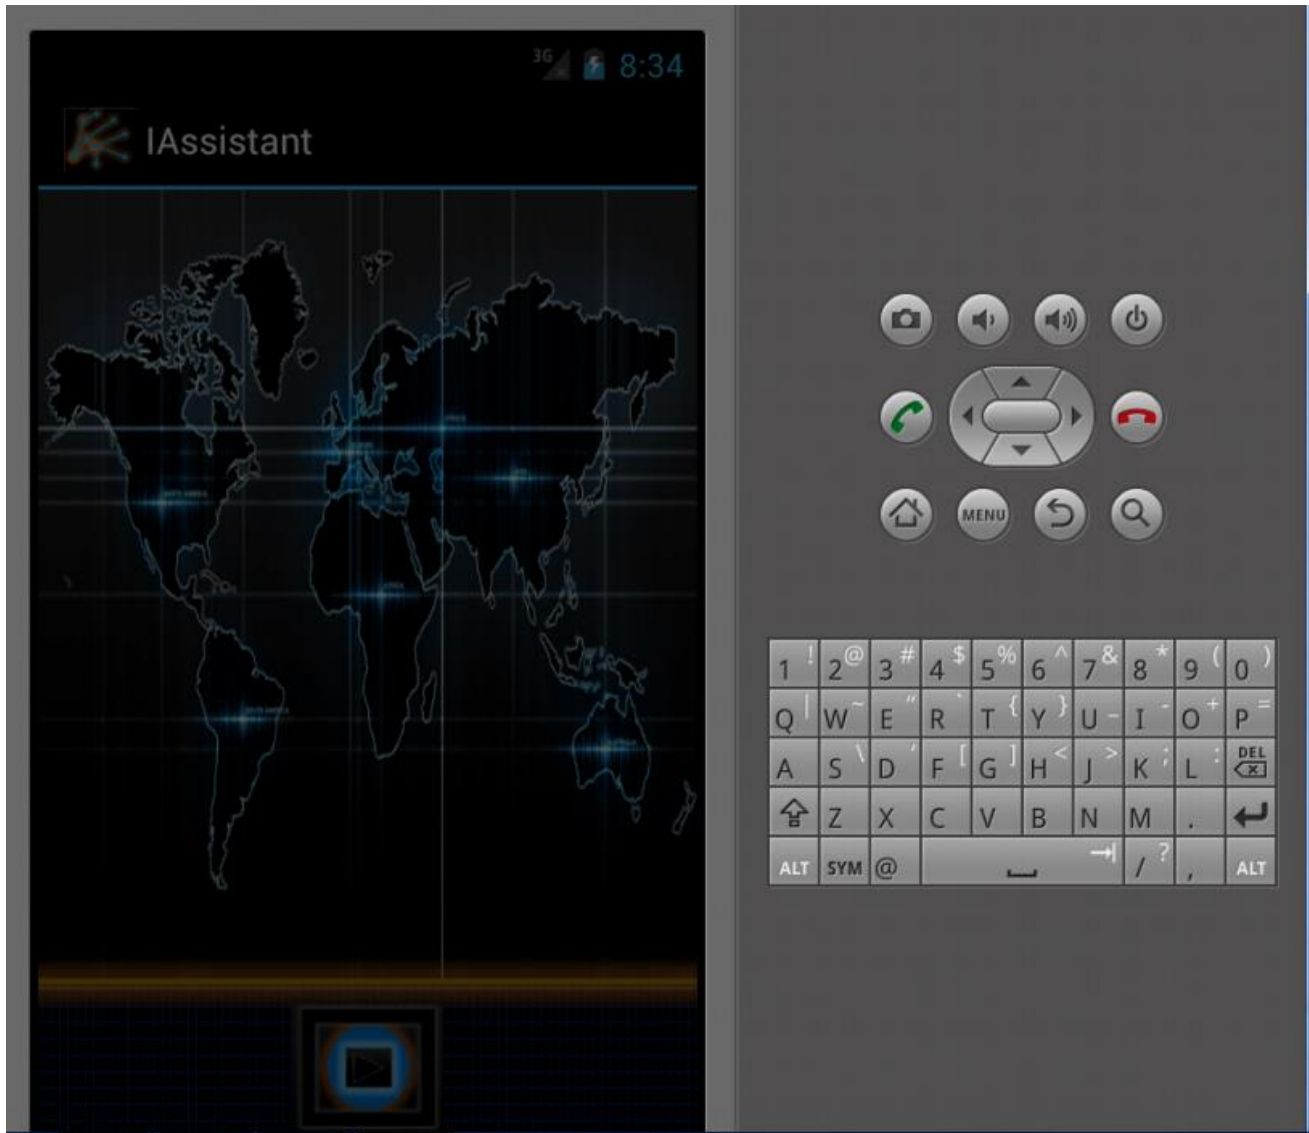 3G 8:34
IAssistant
MENU
1 ! 2 @ 3 # 4 $ 5 % 6 ^ 7 & 8 * 9 ( 0 )
Q | W ~ E " R ` T { Y } U _ I - O + P =
A S \ D ' F [ G ] H < J > K ; L : DEL
Z X C V B N M .
ALT SYM @ / ? , ALT